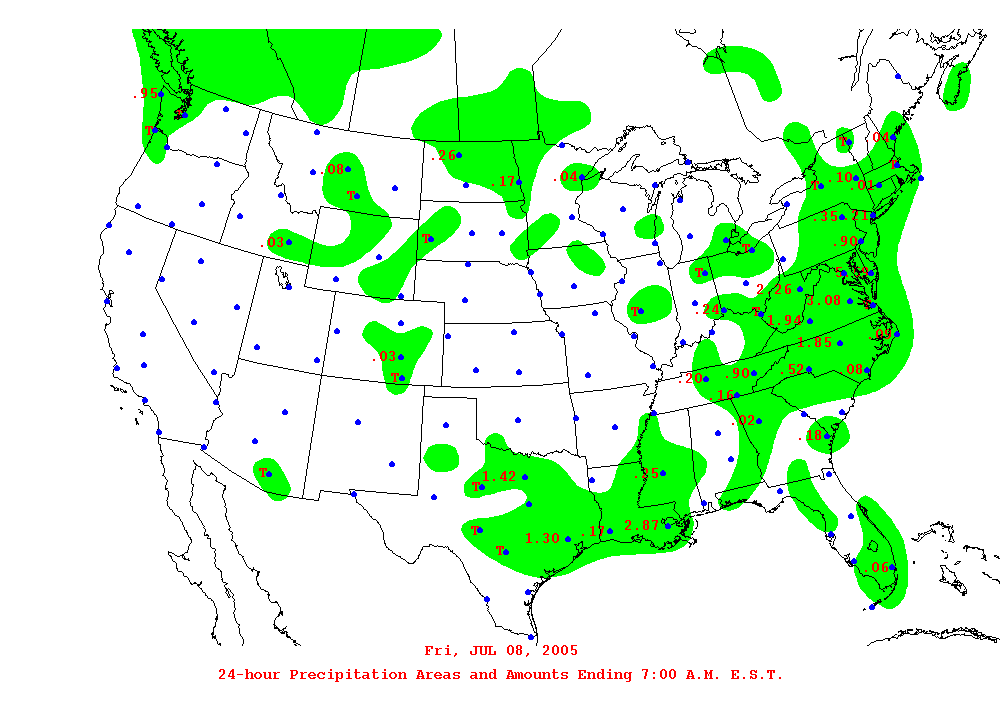 .95
T
.04
T
.26
.08
.04
T
.17
.10
T
.01
T
.35
.71
T
.90
.03
T
T
2.26
3.08
T
.24
T
1.94
.09
1.85
.03
.52
.08
T
.20
.90
.16
.02
.18
T
1.42
.25
T
T
2.87
.17
1.30
T
.06
Fri, JUL 08, 2005
24-hour Precipitation Areas and Amounts Ending 7:00 A.M. E.S.T.